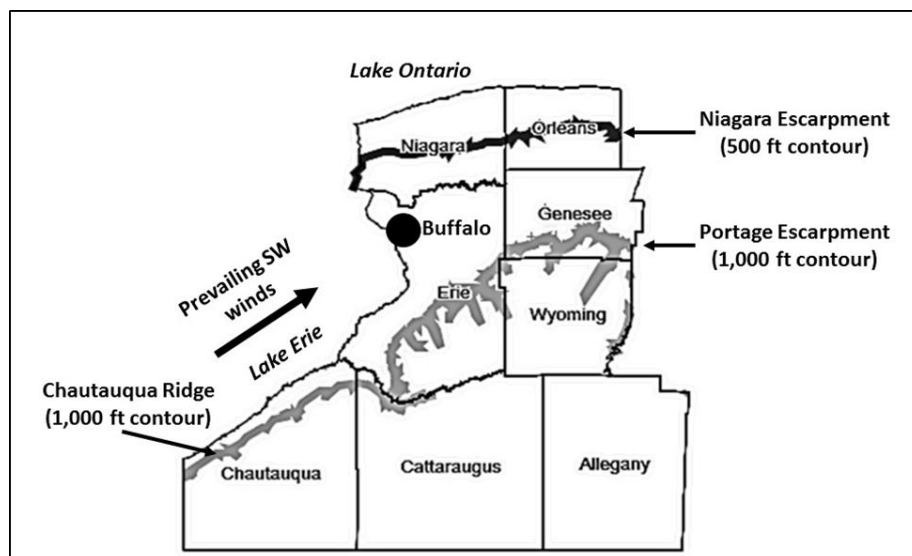 Lake Ontario
Niagara Escarpment
(500 ft contour)
Niagara
Orleans
Buffalo
Genesee
Portage Escarpment
(1,000 ft contour)
Prevailing SW
winds
Erie
Wyoming
Lake Erie
Chautauqua Ridge
(1,000 ft contour)
Chautauqua
Cattaraugus
Allegany